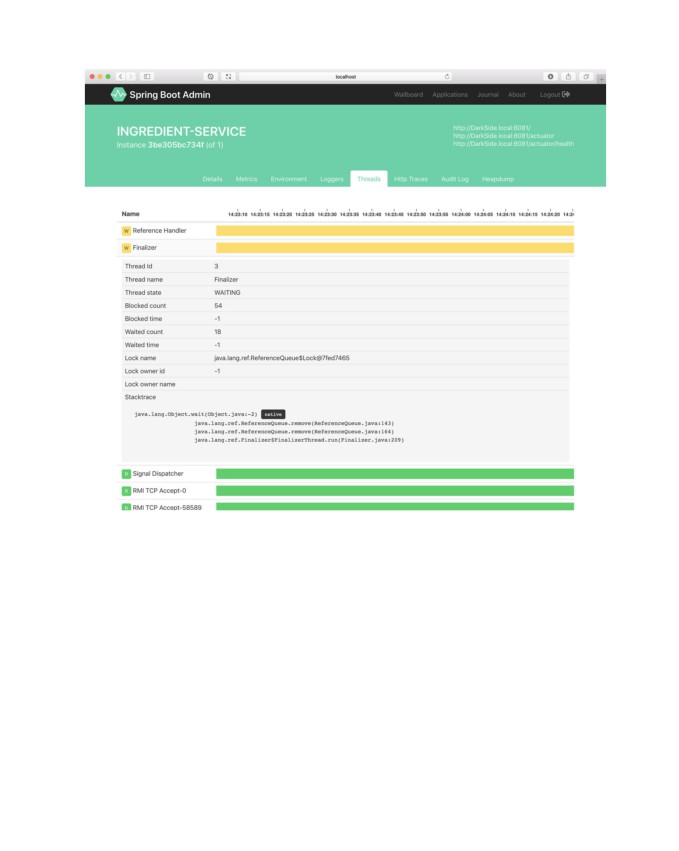 localhost
Spring Boot Admin
Wallboard Applications Journal About Logout
INGREDIENT-SERVICE
Instance 3be305bc734f (of 1)
http://DarkSide.local:8081/
http://DarkSide.local:8081/actuator
http://DarkSide.local:8081/actuator/health
Details Metrics Environment Loggers Threads Http Traces Audit Log Heapdump
Name 14:23:10 14:23:15 14:23:20 14:23:25 14:23:30 14:23:35 14:23:40 14:23:45 14:23:50 14:23:55 14:24:00 14:24:05 14:24:10 14:24:15 14:24:20 14:24
W Reference Handler
W Finalizer
Thread Id 3
Thread name Finalizer
Thread state WAITING
Blocked count 54
Blocked time -1
Waited count 18
Waited time -1
Lock name java.lang.ref.ReferenceQueue$Lock@7fed7465
Lock owner id -1
Lock owner name
Stacktrace
java.lang.Object.wait(Object.java:-2) native
java.lang.ref.ReferenceQueue.remove(ReferenceQueue.java:143)
java.lang.ref.ReferenceQueue.remove(ReferenceQueue.java:164)
java.lang.ref.Finalizer$FinalizerThread.run(Finalizer.java:209)
R Signal Dispatcher
R RMI TCP Accept-0
R RMI TCP Accept-58589